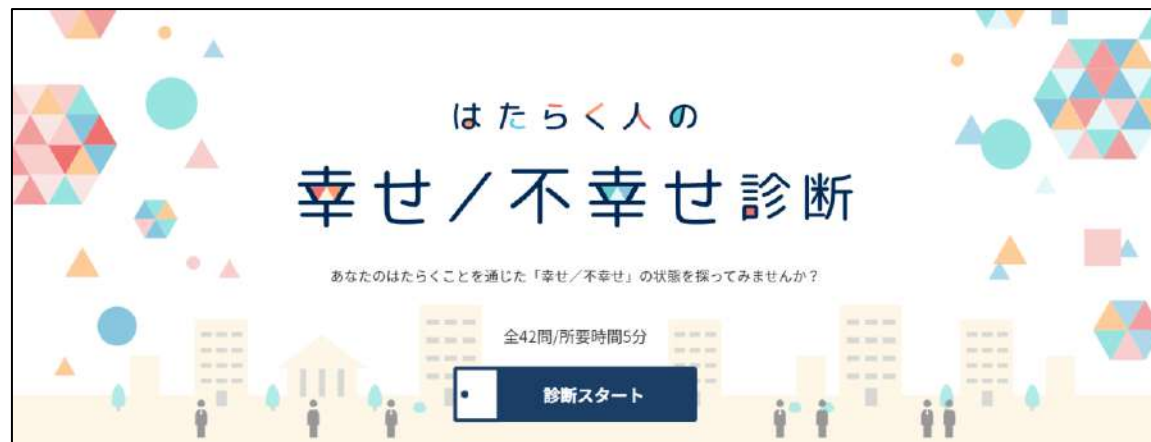 はたらく人の
幸せ/不幸せ診断
あなたのはたらくことを通じた「幸せ/不幸せ」の状態を探ってみませんか?
全42問/所要時間5分
診断スタート